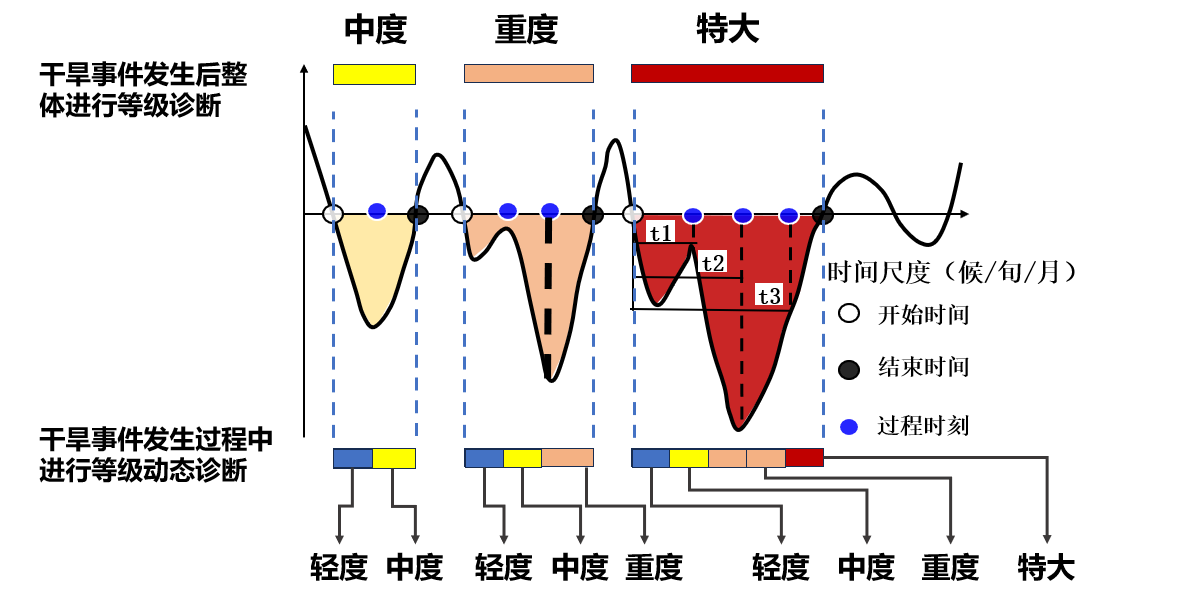 中度
重度
特大
干旱事件发生后整
体进行等级诊断
t1
t2
t3
时间尺度（候/旬/月）
开始时间
结束时间
过程时刻
干旱事件发生过程中
进行等级动态诊断
轻度
中度
轻度
中度
重度
轻度
中度
重度
特大